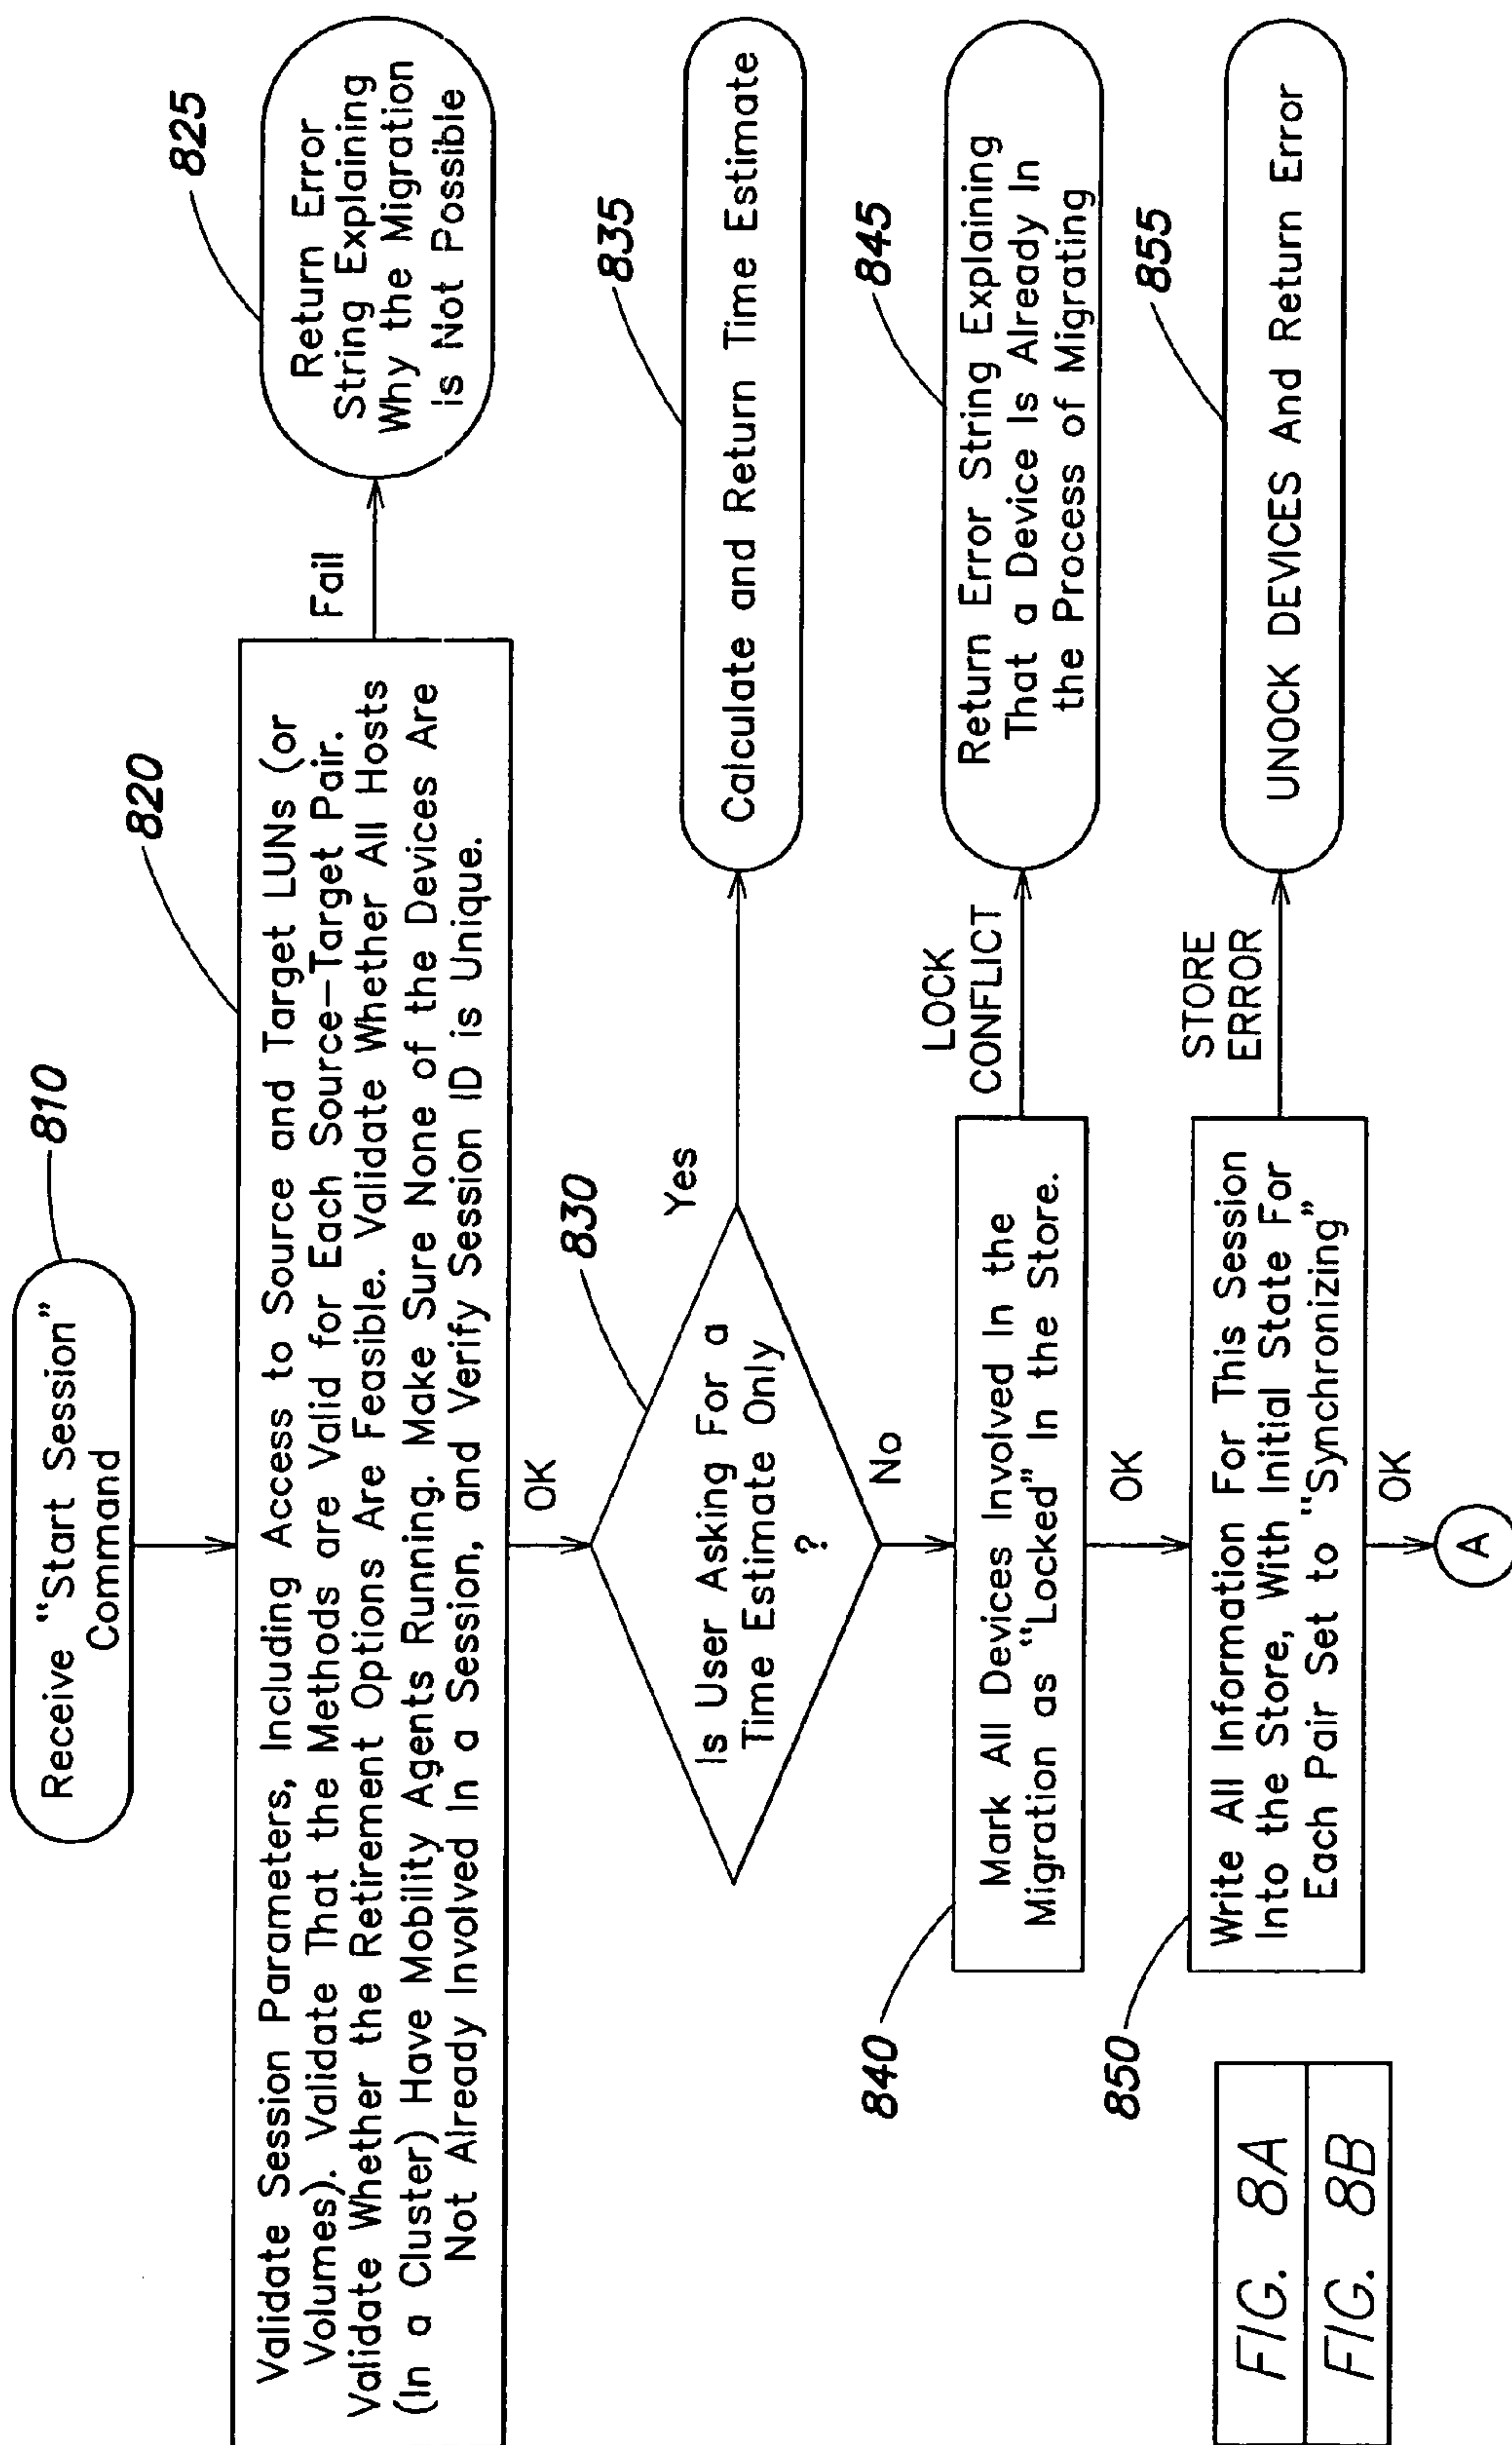 810
Receive "Start Session"
Command
820
Validate Session Parameters, Including Access to Source and Target LUNs (or
Volumes). Validate That the Methods are Valid for Each Source-Target Pair.
Validate Whether the Retirement Options Are Feasible. Validate Whether All Hosts
(In a Cluster) Have Mobility Agents Running. Make Sure None of the Devices Are
Not Already Involved In a Session, and Verify Session ID is Unique.
Fail
825
Return Error
String Explaining
Why the Migration
is Not Possible
OK
830
Is User Asking For a
Time Estimate Only
?
Yes
835
Calculate and Return Time Estimate
No
840
Mark All Devices Involved In the
Migration as "Locked" In the Store.
LOCK
CONFLICT
845
Return Error String Explaining
That a Device Is Already In
the Process of Migrating
OK
850
Write All Information For This Session
Into the Store, With Initial State For
Each Pair Set to "Synchronizing"
STORE
ERROR
855
UNOCK DEVICES And Return Error
OK
A
FIG. 8A
FIG. 8B